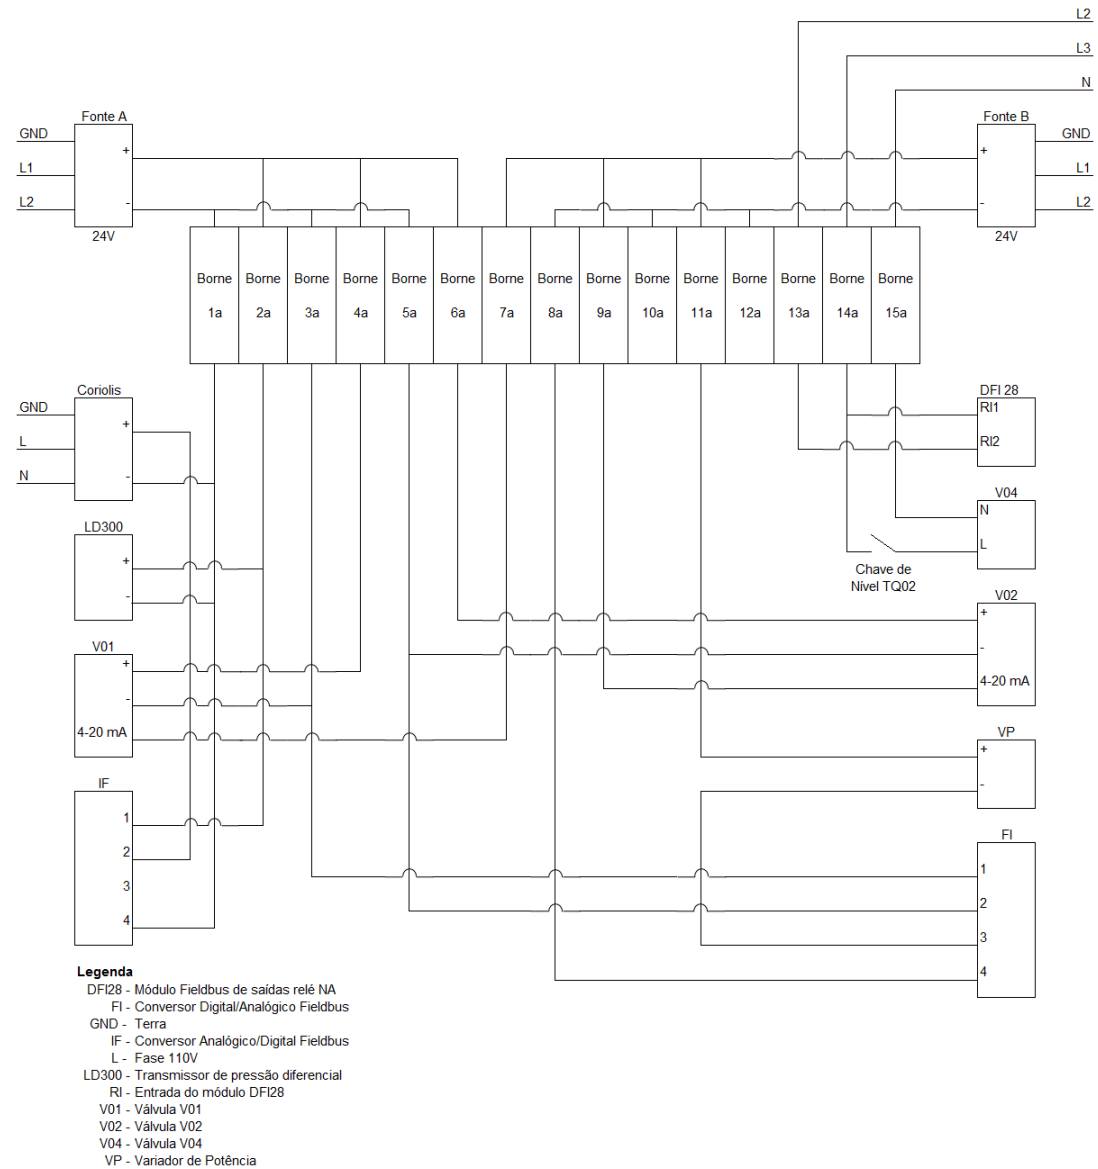 L2
L3
N
Fonte A
GND
+
L1
L2
-
24V
Fonte B
+
GND
L1
-
L2
24V
Borne 1a
Borne 2a
Borne 3a
Borne 4a
Borne 5a
Borne 6a
Borne 7a
Borne 8a
Borne 9a
Borne 10a
Borne 11a
Borne 12a
Borne 13a
Borne 14a
Borne 15a
Coriolis
GND
+
L
N
-
DFI 28
RI1
RI2
LD300
+
-
V04
N
L
Chave de
Nível TQ02
V01
+
-
4-20 mA
V02
+
-
4-20 mA
VP
+
-
IF
1
2
3
4
FI
1
2
3
4
Legenda
DFI28 - Módulo Fieldbus de saídas relé NA
FI - Conversor Digital/Analógico Fieldbus
GND - Terra
IF - Conversor Analógico/Digital Fieldbus
L - Fase 110V
LD300 - Transmissor de pressão diferencial
RI - Entrada do módulo DFI28
V01 - Válvula V01
V02 - Válvula V02
V04 - Válvula V04
VP - Variador de Potência